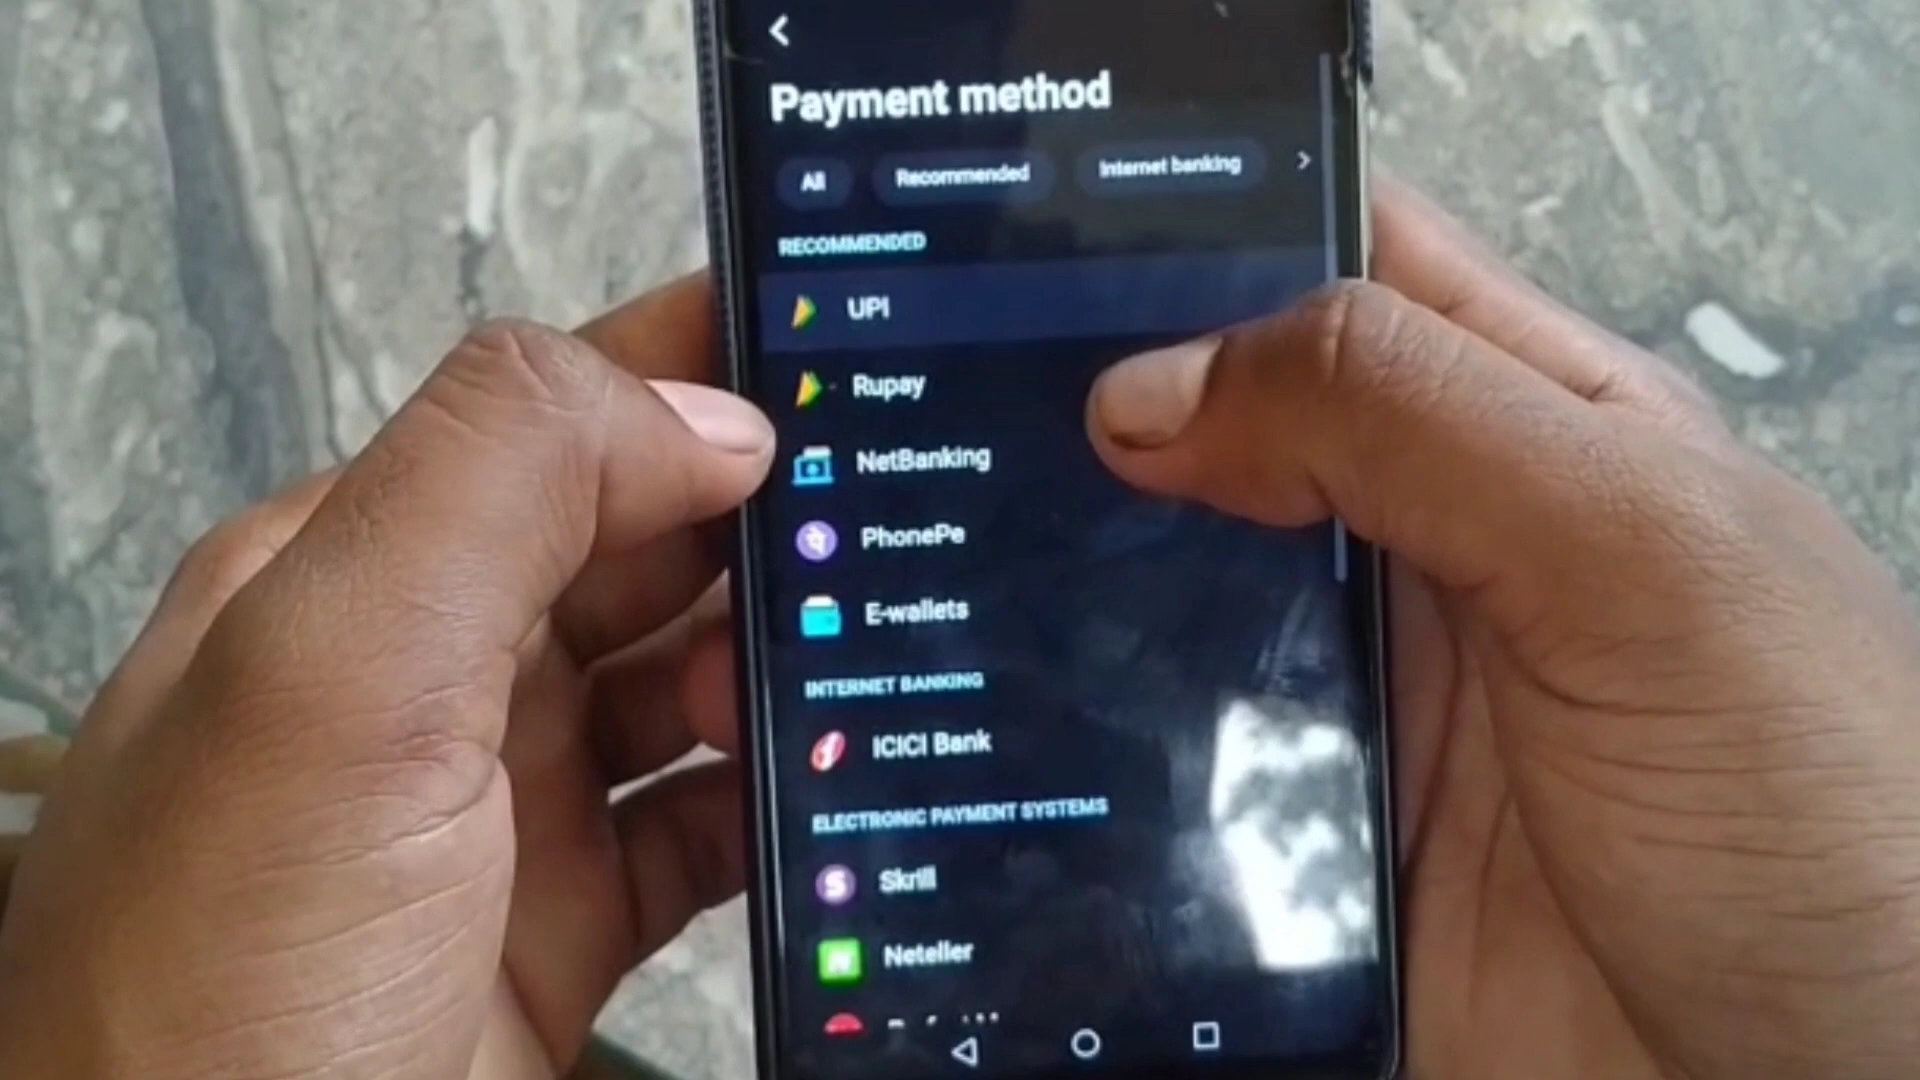 Payment method
All Recommended Internet banking
RECOMMENDED
UPI
Rupay
NetBanking
PhonePe
E-wallets
INTERNET BANKING
ICICI Bank
ELECTRONIC PAYMENT SYSTEMS
Skrill
Neteller